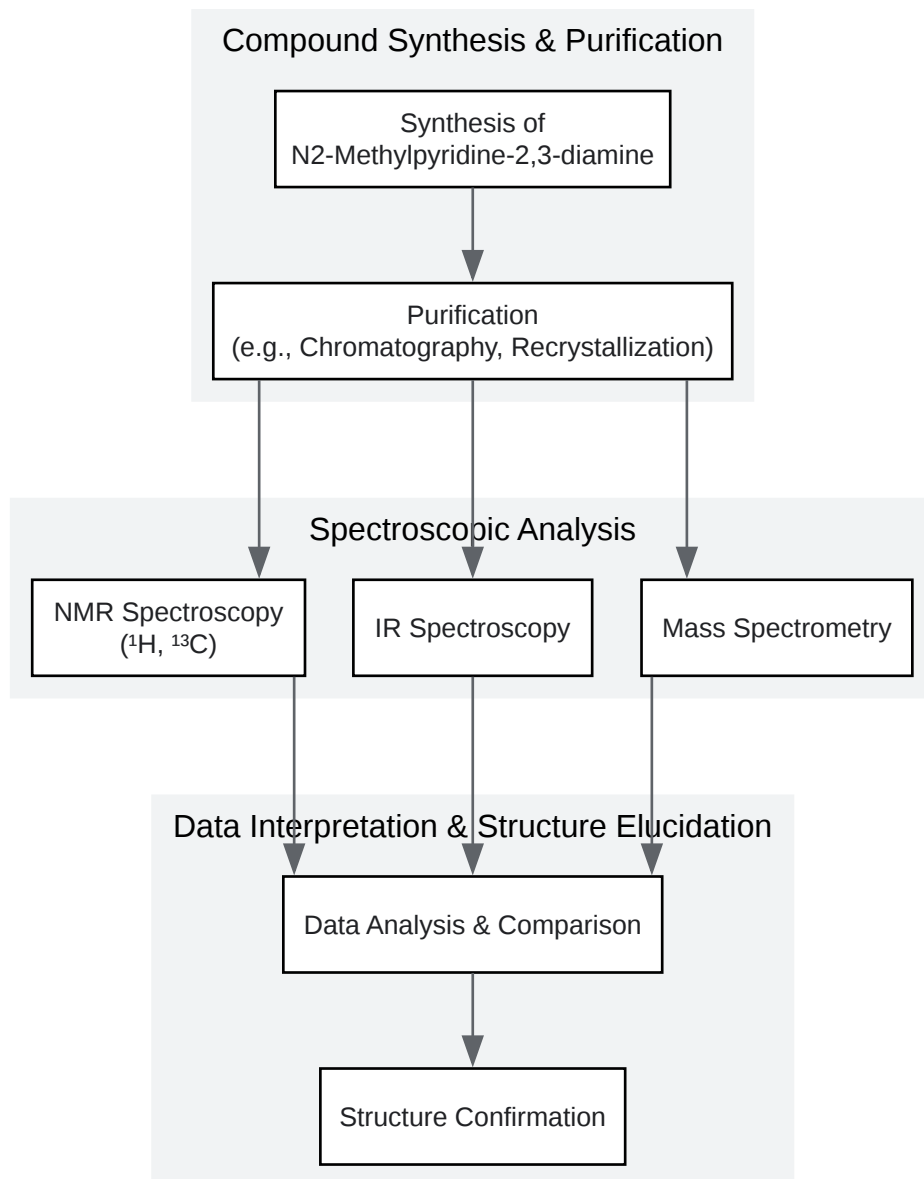 Compound Synthesis & Purification
Synthesis of
N2-Methylpyridine-2,3-diamine
Purification
(e.g., Chromatography, Recrystallization)
Spectroscopic Analysis
NMR Spectroscopy
(¹H, ¹³C)
IR Spectroscopy
Mass Spectrometry
Data Interpretation & Structure Elucidation
Data Analysis & Comparison
Structure Confirmation